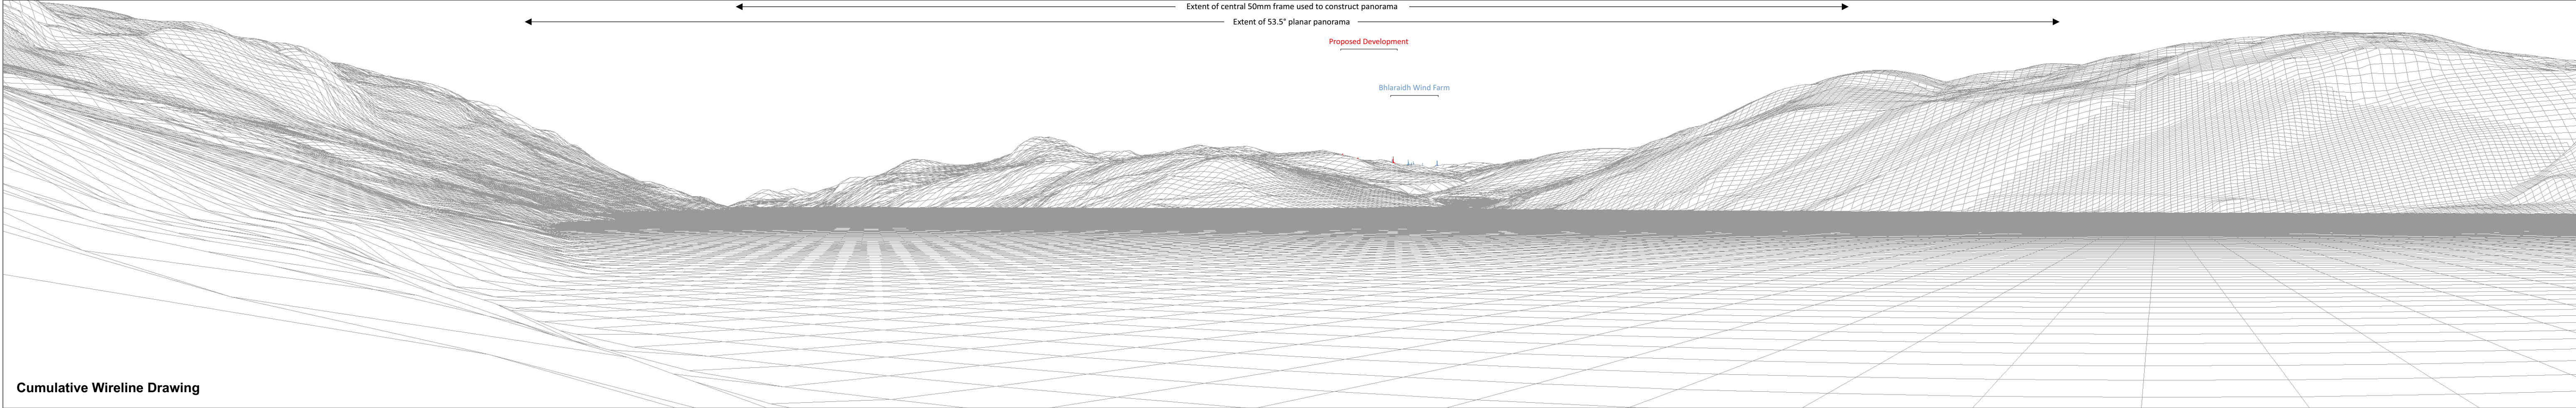 Extent of central 50mm frame used to construct panorama
Extent of 53.5° planar panorama
Proposed Development
Bhlaraidh Wind Farm
Cumulative Wireline Drawing